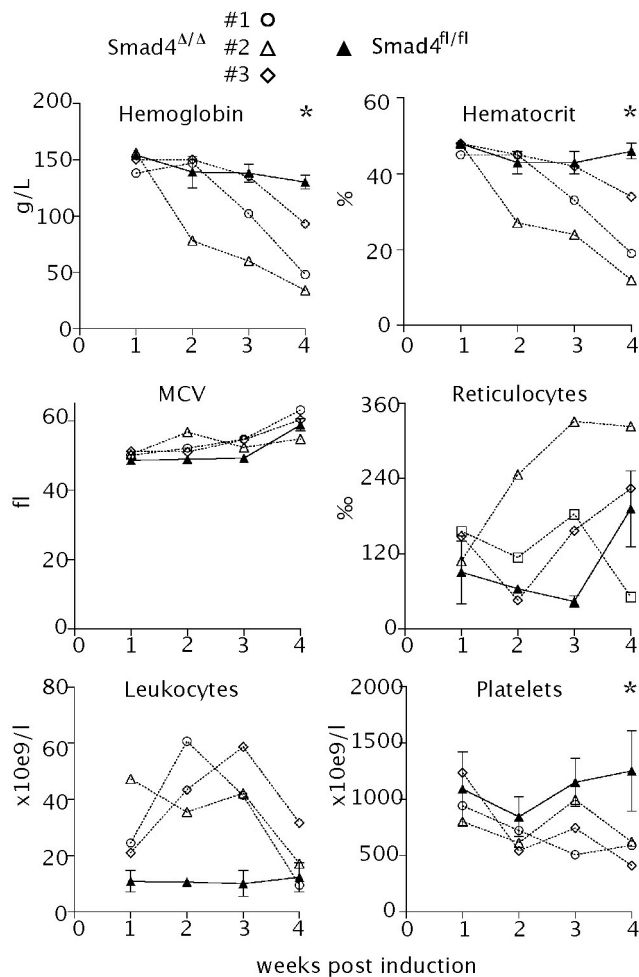 #1
Smad4Δ/Δ #2 Smad4fl/fl
#3
Hemoglobin *
200
150
100
50
0
g/L
0 1 2 3 4
Hematocrit *
60
40
20
0
%
0 1 2 3 4
MCV
60
40
20
0
fl
0 1 2 3 4
Reticulocytes
360
240
120
0
‰
0 1 2 3 4
Leukocytes
80
60
40
20
0
x10e9/l
0 1 2 3 4
Platelets *
2000
1500
1000
500
0
x10e9/l
0 1 2 3 4
weeks post induction